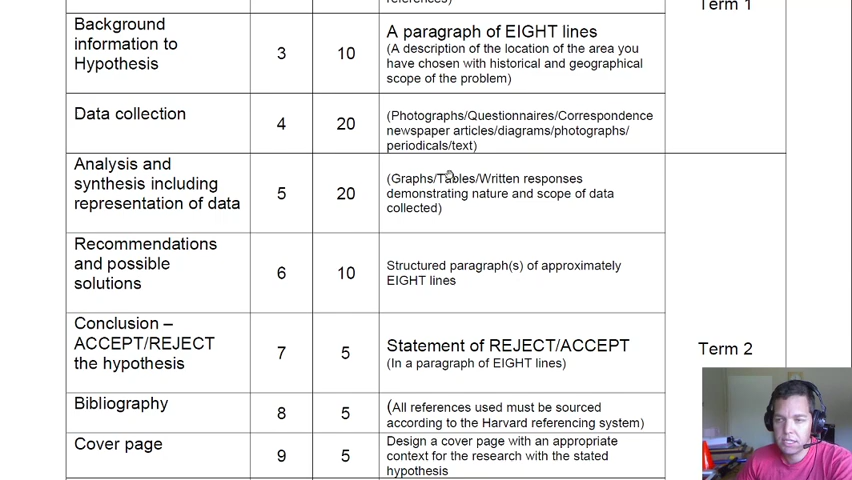 references)
Term 1
Background
information to
Hypothesis
3
10
A paragraph of EIGHT lines
(A description of the location of the area you
have chosen with historical and geographical
scope of the problem)
Data collection
4
20
(Photographs/Questionnaires/Correspondence
newspaper articles/diagrams/photographs/
periodicals/text)
Analysis and
synthesis including
representation of data
5
20
(Graphs/Tables/Written responses
demonstrating nature and scope of data
collected)
Recommendations
and possible
solutions
6
10
Structured paragraph(s) of approximately
EIGHT lines
Conclusion –
ACCEPT/REJECT
the hypothesis
7
5
Statement of REJECT/ACCEPT
(In a paragraph of EIGHT lines)
Term 2
Bibliography
8
5
(All references used must be sourced
according to the Harvard referencing system)
Cover page
9
5
Design a cover page with an appropriate
context for the research with the stated
hypothesis